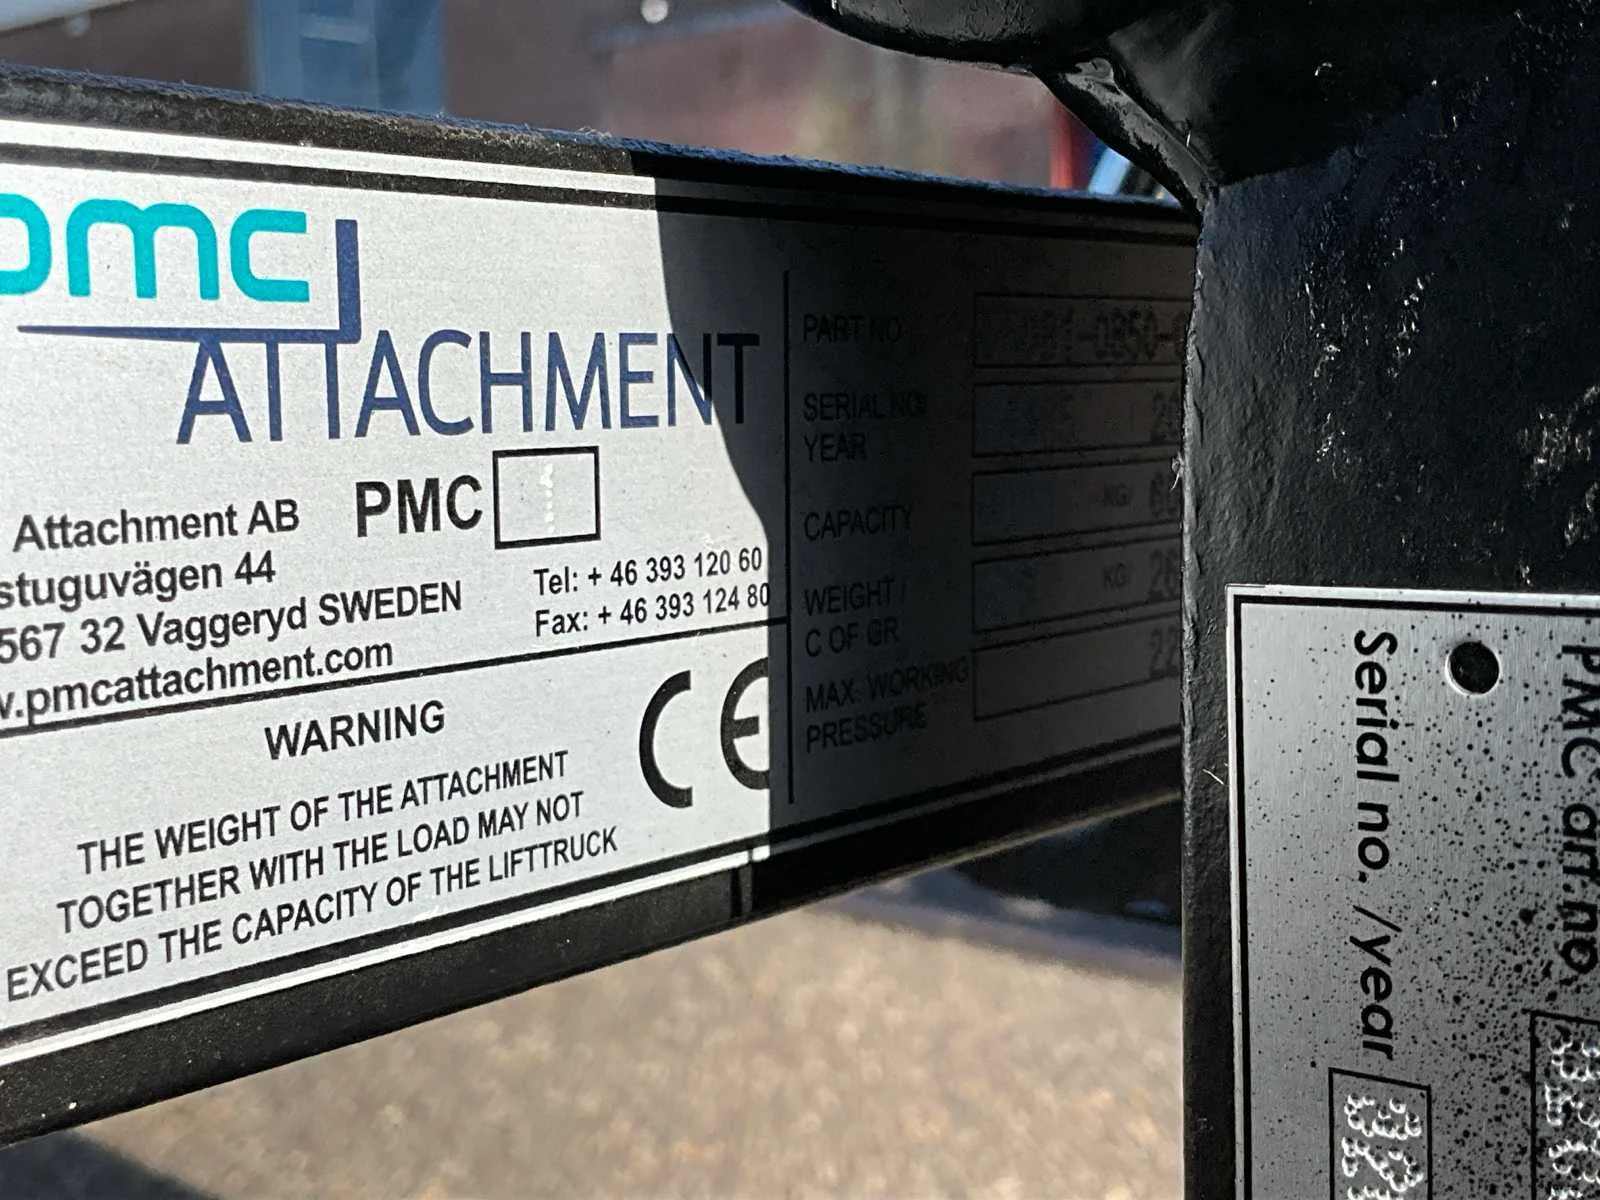 pmc
ATTACHMENT
Attachment AB
PMC
stuguvägen 44
567 32 Vaggeryd SWEDEN
.pmcattachment.com
Tel: + 46 393 120 60
Fax: + 46 393 124 80
WARNING
THE WEIGHT OF THE ATTACHMENT
TOGETHER WITH THE LOAD MAY NOT
EXCEED THE CAPACITY OF THE LIFTTRUCK
CE
PART NO
SERIAL NO/
YEAR
CAPACITY
KG/
WEIGHT /
C OF GR
KG/
MAX. WORKING
PRESSURE
PMC art.no
Serial no. /year